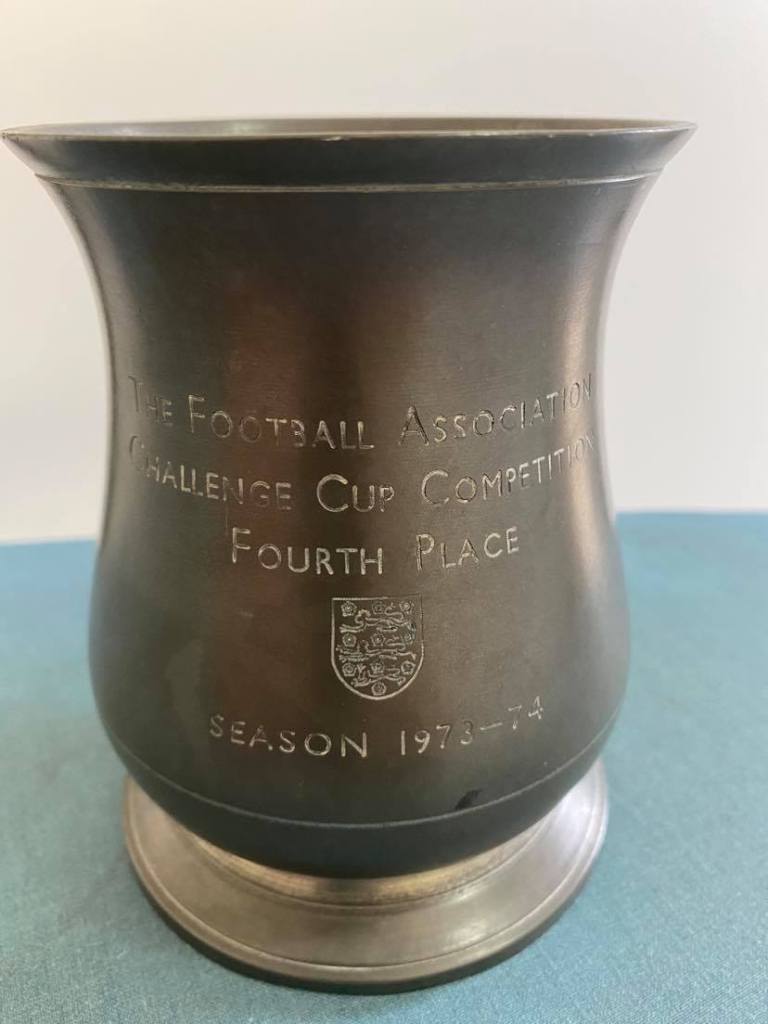 The Football Association
Challenge Cup Competition
Fourth Place
SEASON 1973-74